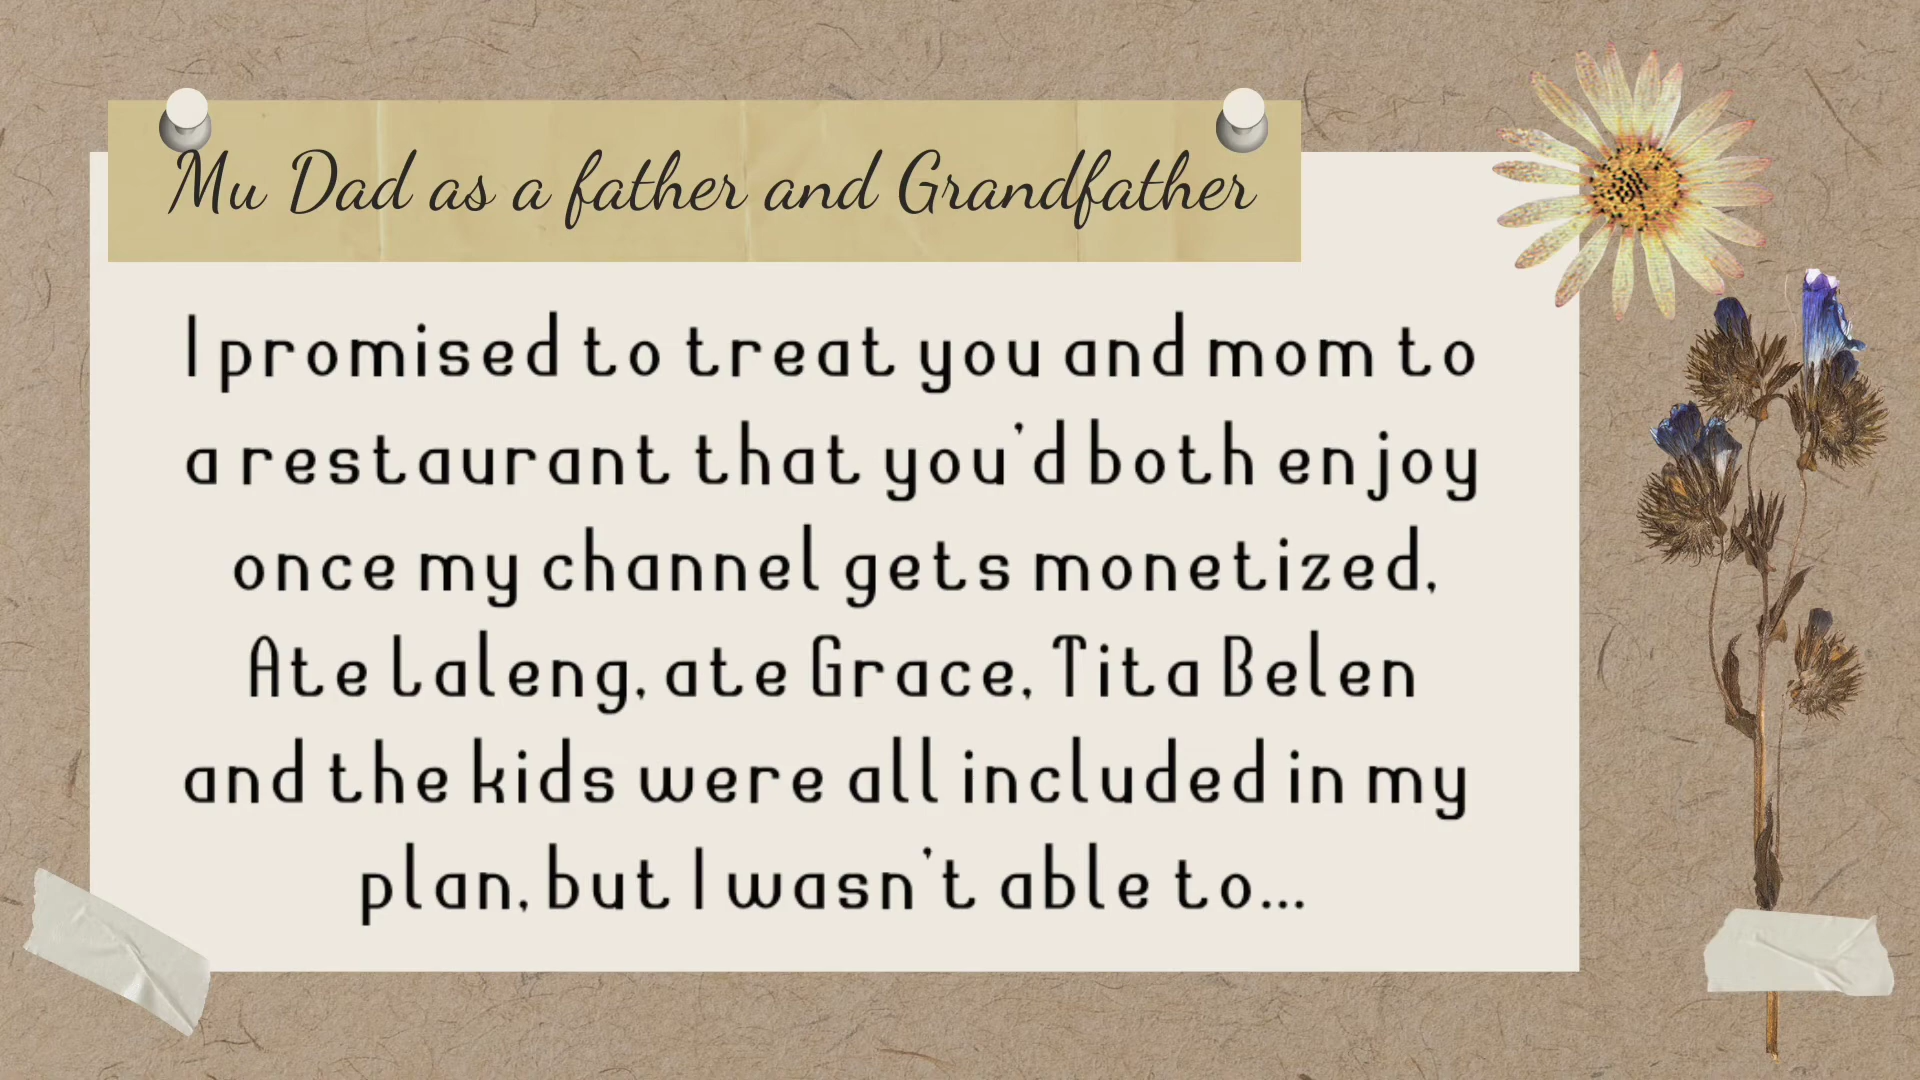 Mu Dad as a father and Grandfather
I promised to treat you and mom to
a restaurant that you'd both enjoy
once my channel gets monetized,
Ate Laleng, ate Grace, Tita Belen
and the kids were all included in my
plan, but I wasn't able to...